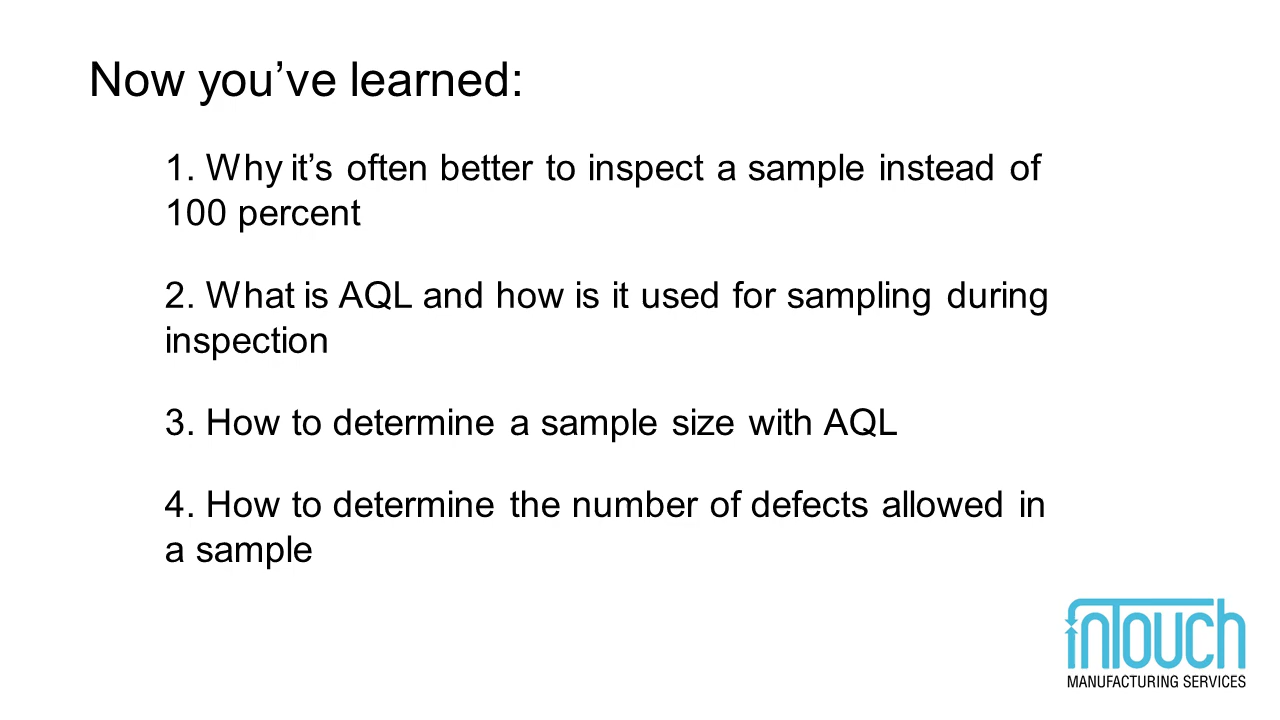 Now you’ve learned:
1. Why it’s often better to inspect a sample instead of
100 percent
2. What is AQL and how is it used for sampling during
inspection
3. How to determine a sample size with AQL
4. How to determine the number of defects allowed in
a sample
inTouch
MANUFACTURING SERVICES